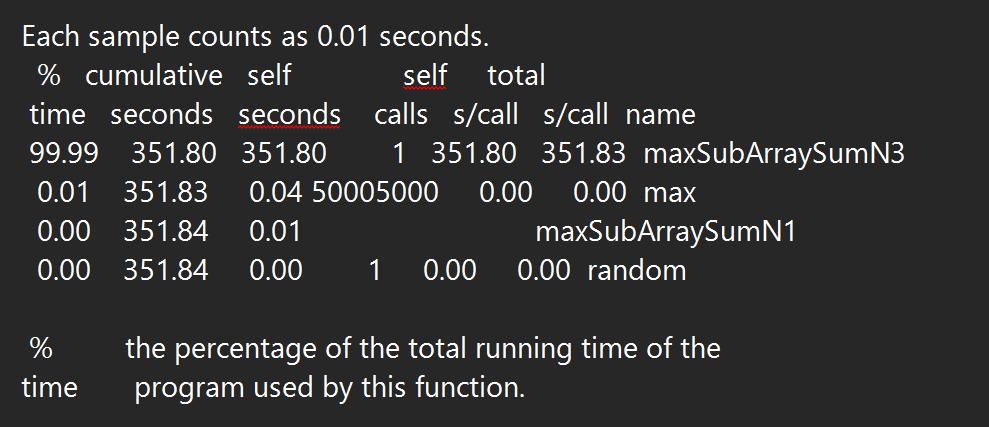 Each sample counts as 0.01 seconds.
% cumulative self self total
time seconds seconds calls s/call s/call name
99.99 351.80 351.80 1 351.80 351.83 maxSubArraySumN3
0.01 351.83 0.04 50005000 0.00 0.00 max
0.00 351.84 0.01 maxSubArraySumN1
0.00 351.84 0.00 1 0.00 0.00 random
% the percentage of the total running time of the
time program used by this function.